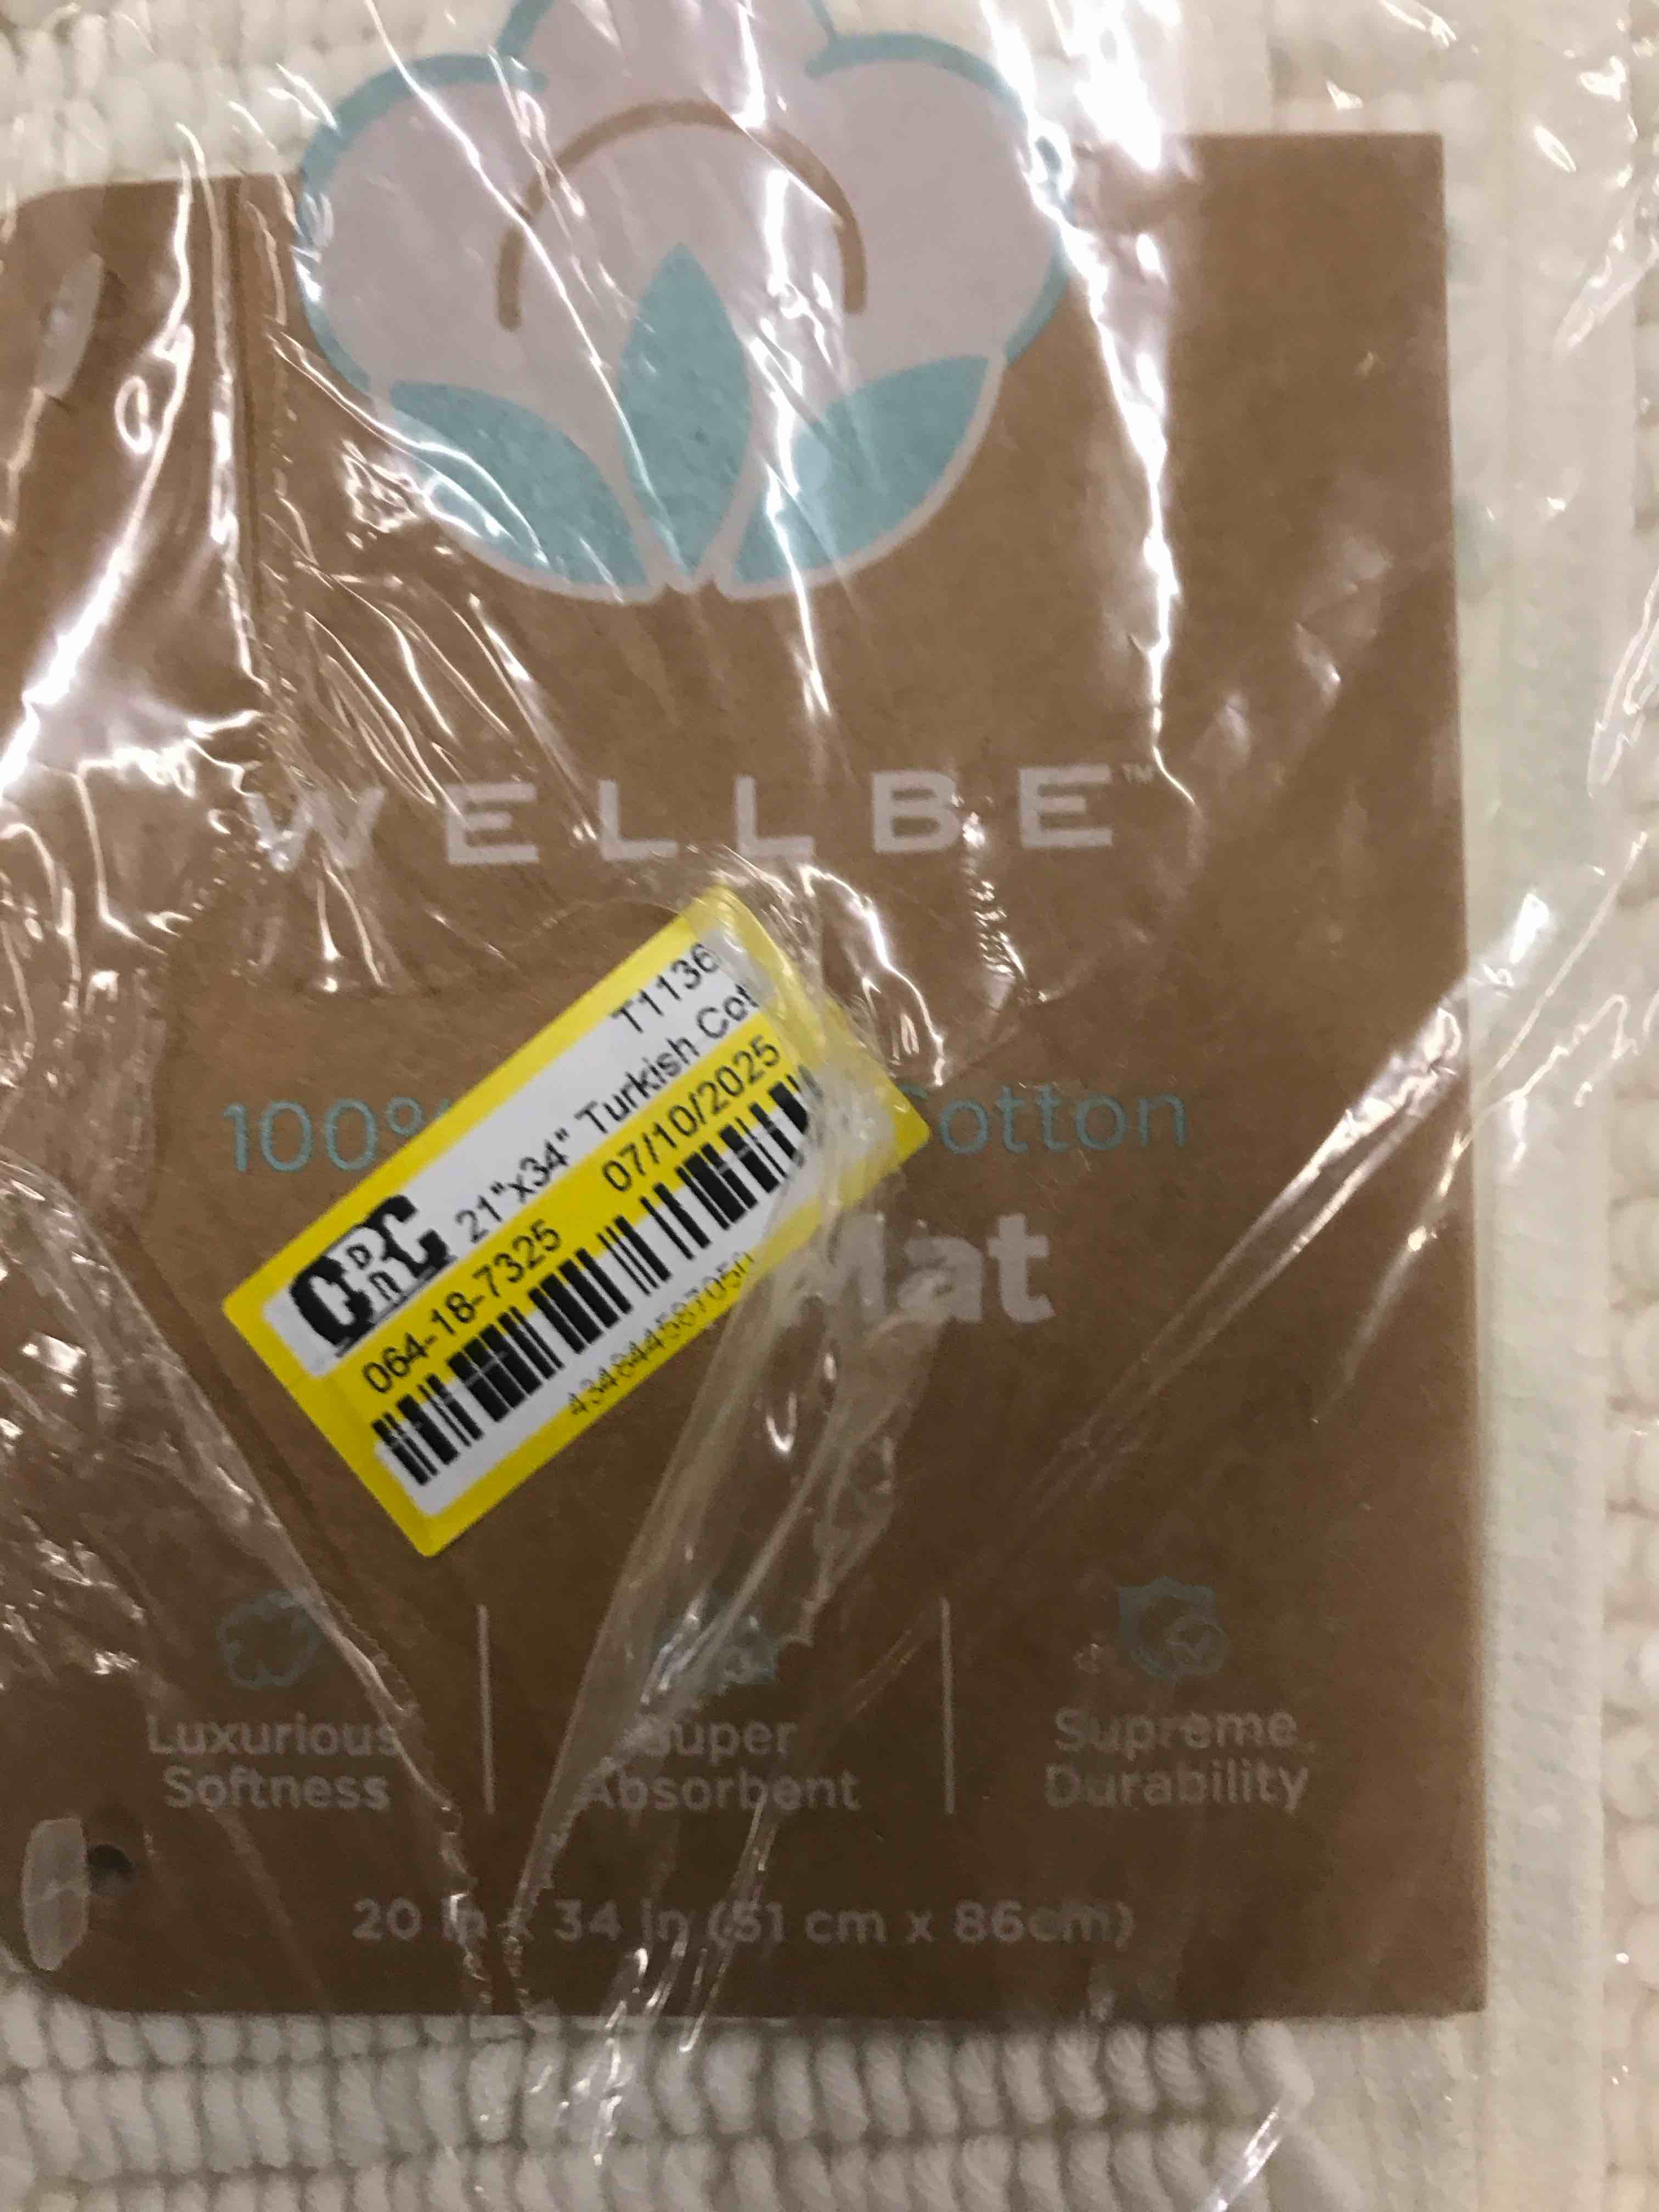 WELLBE™
T1136
21"x34" Turkish Cot
064-18-7325 07/10/2025
100% otton
Mat
Luxurious
Softness
Super
Absorbent
Supreme
Durability
20 in x 34 in (51 cm x 86cm)